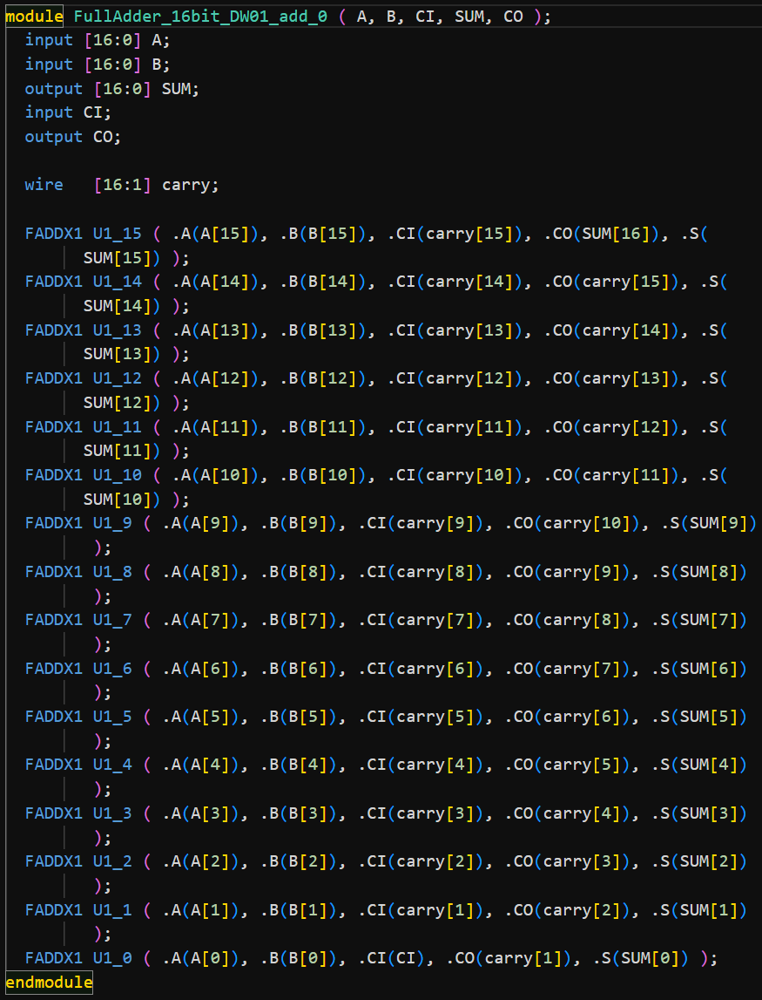 module FullAdder_16bit_DW01_add_0 ( A, B, CI, SUM, CO );
input [16:0] A;
input [16:0] B;
output [16:0] SUM;
input CI;
output CO;
wire [16:1] carry;
FADDX1 U1_15 ( .A(A[15]), .B(B[15]), .CI(carry[15]), .CO(SUM[16]), .S(
SUM[15]) );
FADDX1 U1_14 ( .A(A[14]), .B(B[14]), .CI(carry[14]), .CO(carry[15]), .S(
SUM[14]) );
FADDX1 U1_13 ( .A(A[13]), .B(B[13]), .CI(carry[13]), .CO(carry[14]), .S(
SUM[13]) );
FADDX1 U1_12 ( .A(A[12]), .B(B[12]), .CI(carry[12]), .CO(carry[13]), .S(
SUM[12]) );
FADDX1 U1_11 ( .A(A[11]), .B(B[11]), .CI(carry[11]), .CO(carry[12]), .S(
SUM[11]) );
FADDX1 U1_10 ( .A(A[10]), .B(B[10]), .CI(carry[10]), .CO(carry[11]), .S(
SUM[10]) );
FADDX1 U1_9 ( .A(A[9]), .B(B[9]), .CI(carry[9]), .CO(carry[10]), .S(SUM[9])
);
FADDX1 U1_8 ( .A(A[8]), .B(B[8]), .CI(carry[8]), .CO(carry[9]), .S(SUM[8])
);
FADDX1 U1_7 ( .A(A[7]), .B(B[7]), .CI(carry[7]), .CO(carry[8]), .S(SUM[7])
);
FADDX1 U1_6 ( .A(A[6]), .B(B[6]), .CI(carry[6]), .CO(carry[7]), .S(SUM[6])
);
FADDX1 U1_5 ( .A(A[5]), .B(B[5]), .CI(carry[5]), .CO(carry[6]), .S(SUM[5])
);
FADDX1 U1_4 ( .A(A[4]), .B(B[4]), .CI(carry[4]), .CO(carry[5]), .S(SUM[4])
);
FADDX1 U1_3 ( .A(A[3]), .B(B[3]), .CI(carry[3]), .CO(carry[4]), .S(SUM[3])
);
FADDX1 U1_2 ( .A(A[2]), .B(B[2]), .CI(carry[2]), .CO(carry[3]), .S(SUM[2])
);
FADDX1 U1_1 ( .A(A[1]), .B(B[1]), .CI(carry[1]), .CO(carry[2]), .S(SUM[1])
);
FADDX1 U1_0 ( .A(A[0]), .B(B[0]), .CI(CI), .CO(carry[1]), .S(SUM[0]) );
endmodule